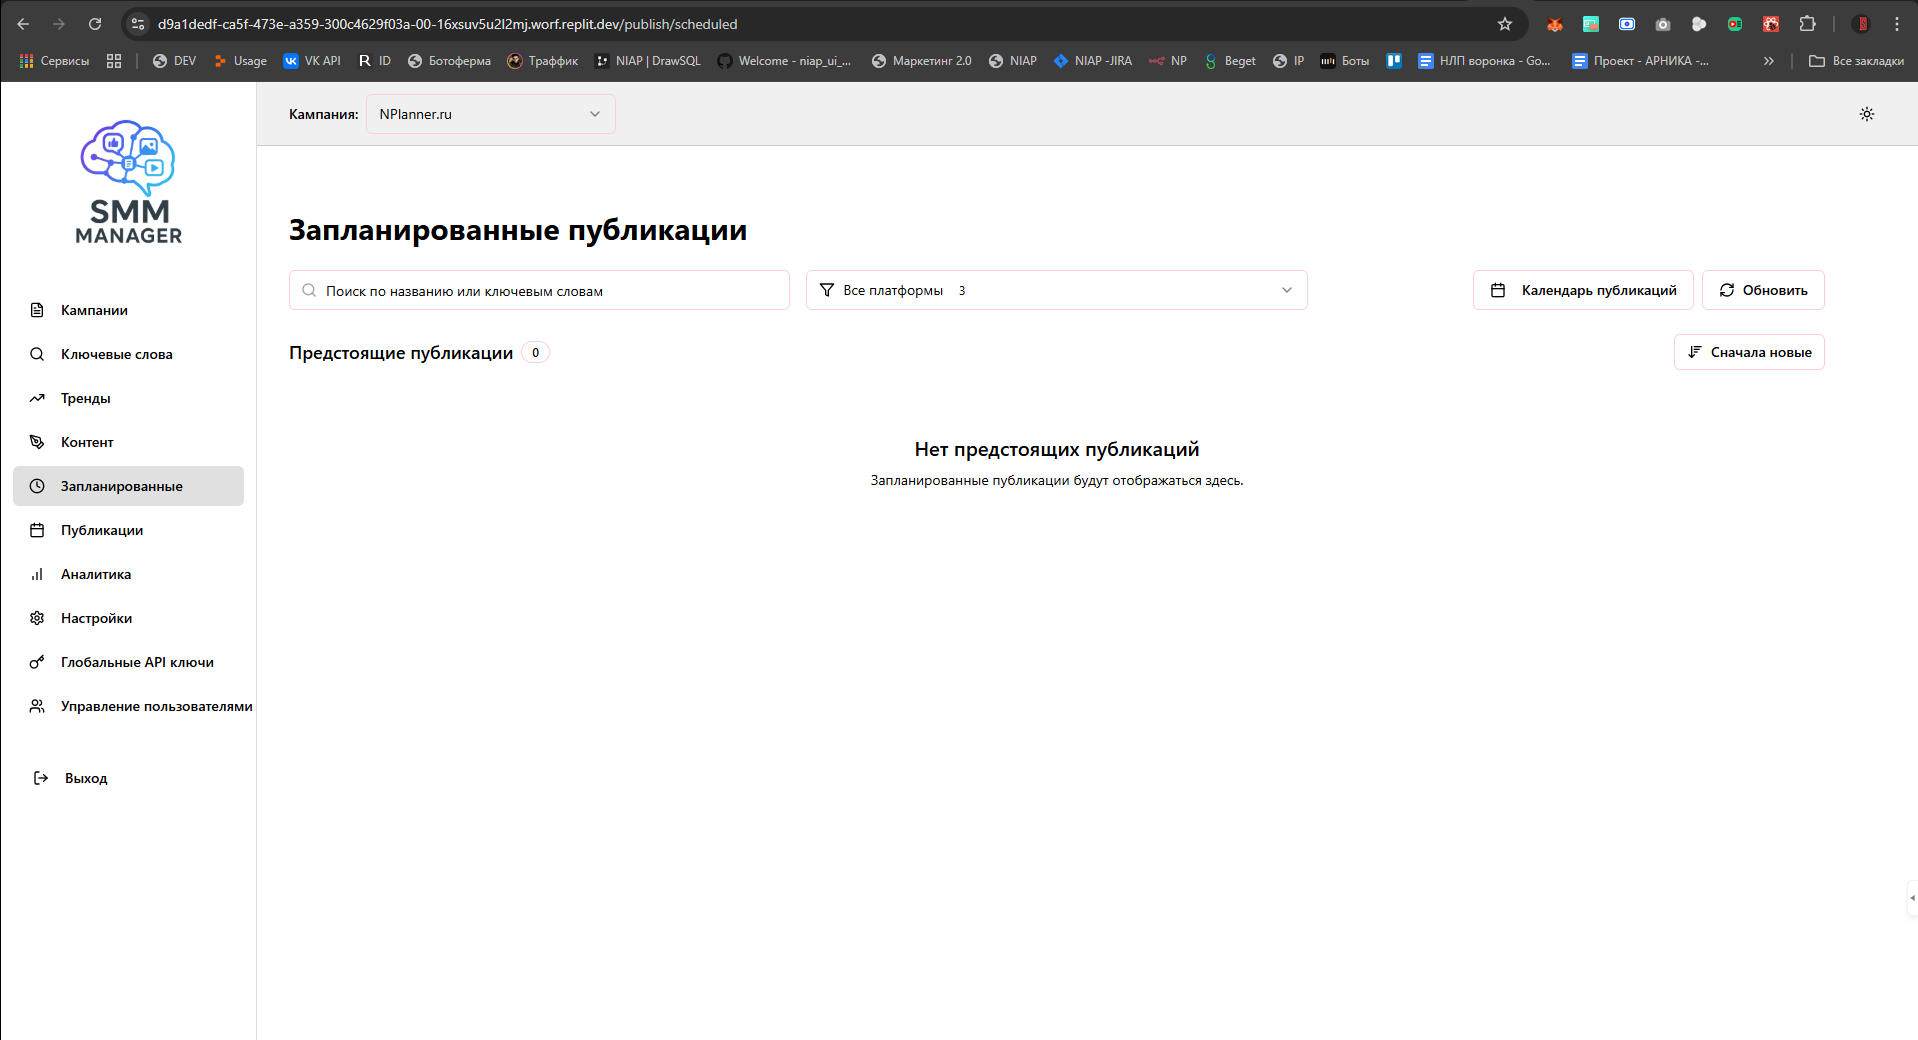 d9a1dedf-ca5f-473e-a359-300c4629f03a-00-16xsuv5u2l2mj.worf.replit.dev/publish/scheduled
Сервисы DEV Usage VK API ID Ботоферма Траффик NIAP | DrawSQL Welcome - niap_ui_... Маркетинг 2.0 NIAP NIAP -JIRA NP Beget IP Боты НЛП воронка - Go... Проект - АРНИКА -... Все закладки
SMM
MANAGER
Кампания: NPlanner.ru
Кампании
Ключевые слова
Тренды
Контент
Запланированные
Публикации
Аналитика
Настройки
Глобальные API ключи
Управление пользователями
Выход
Запланированные публикации
Поиск по названию или ключевым словам Все платформы 3 Календарь публикаций Обновить
Предстоящие публикации 0 Сначала новые
Нет предстоящих публикаций
Запланированные публикации будут отображаться здесь.